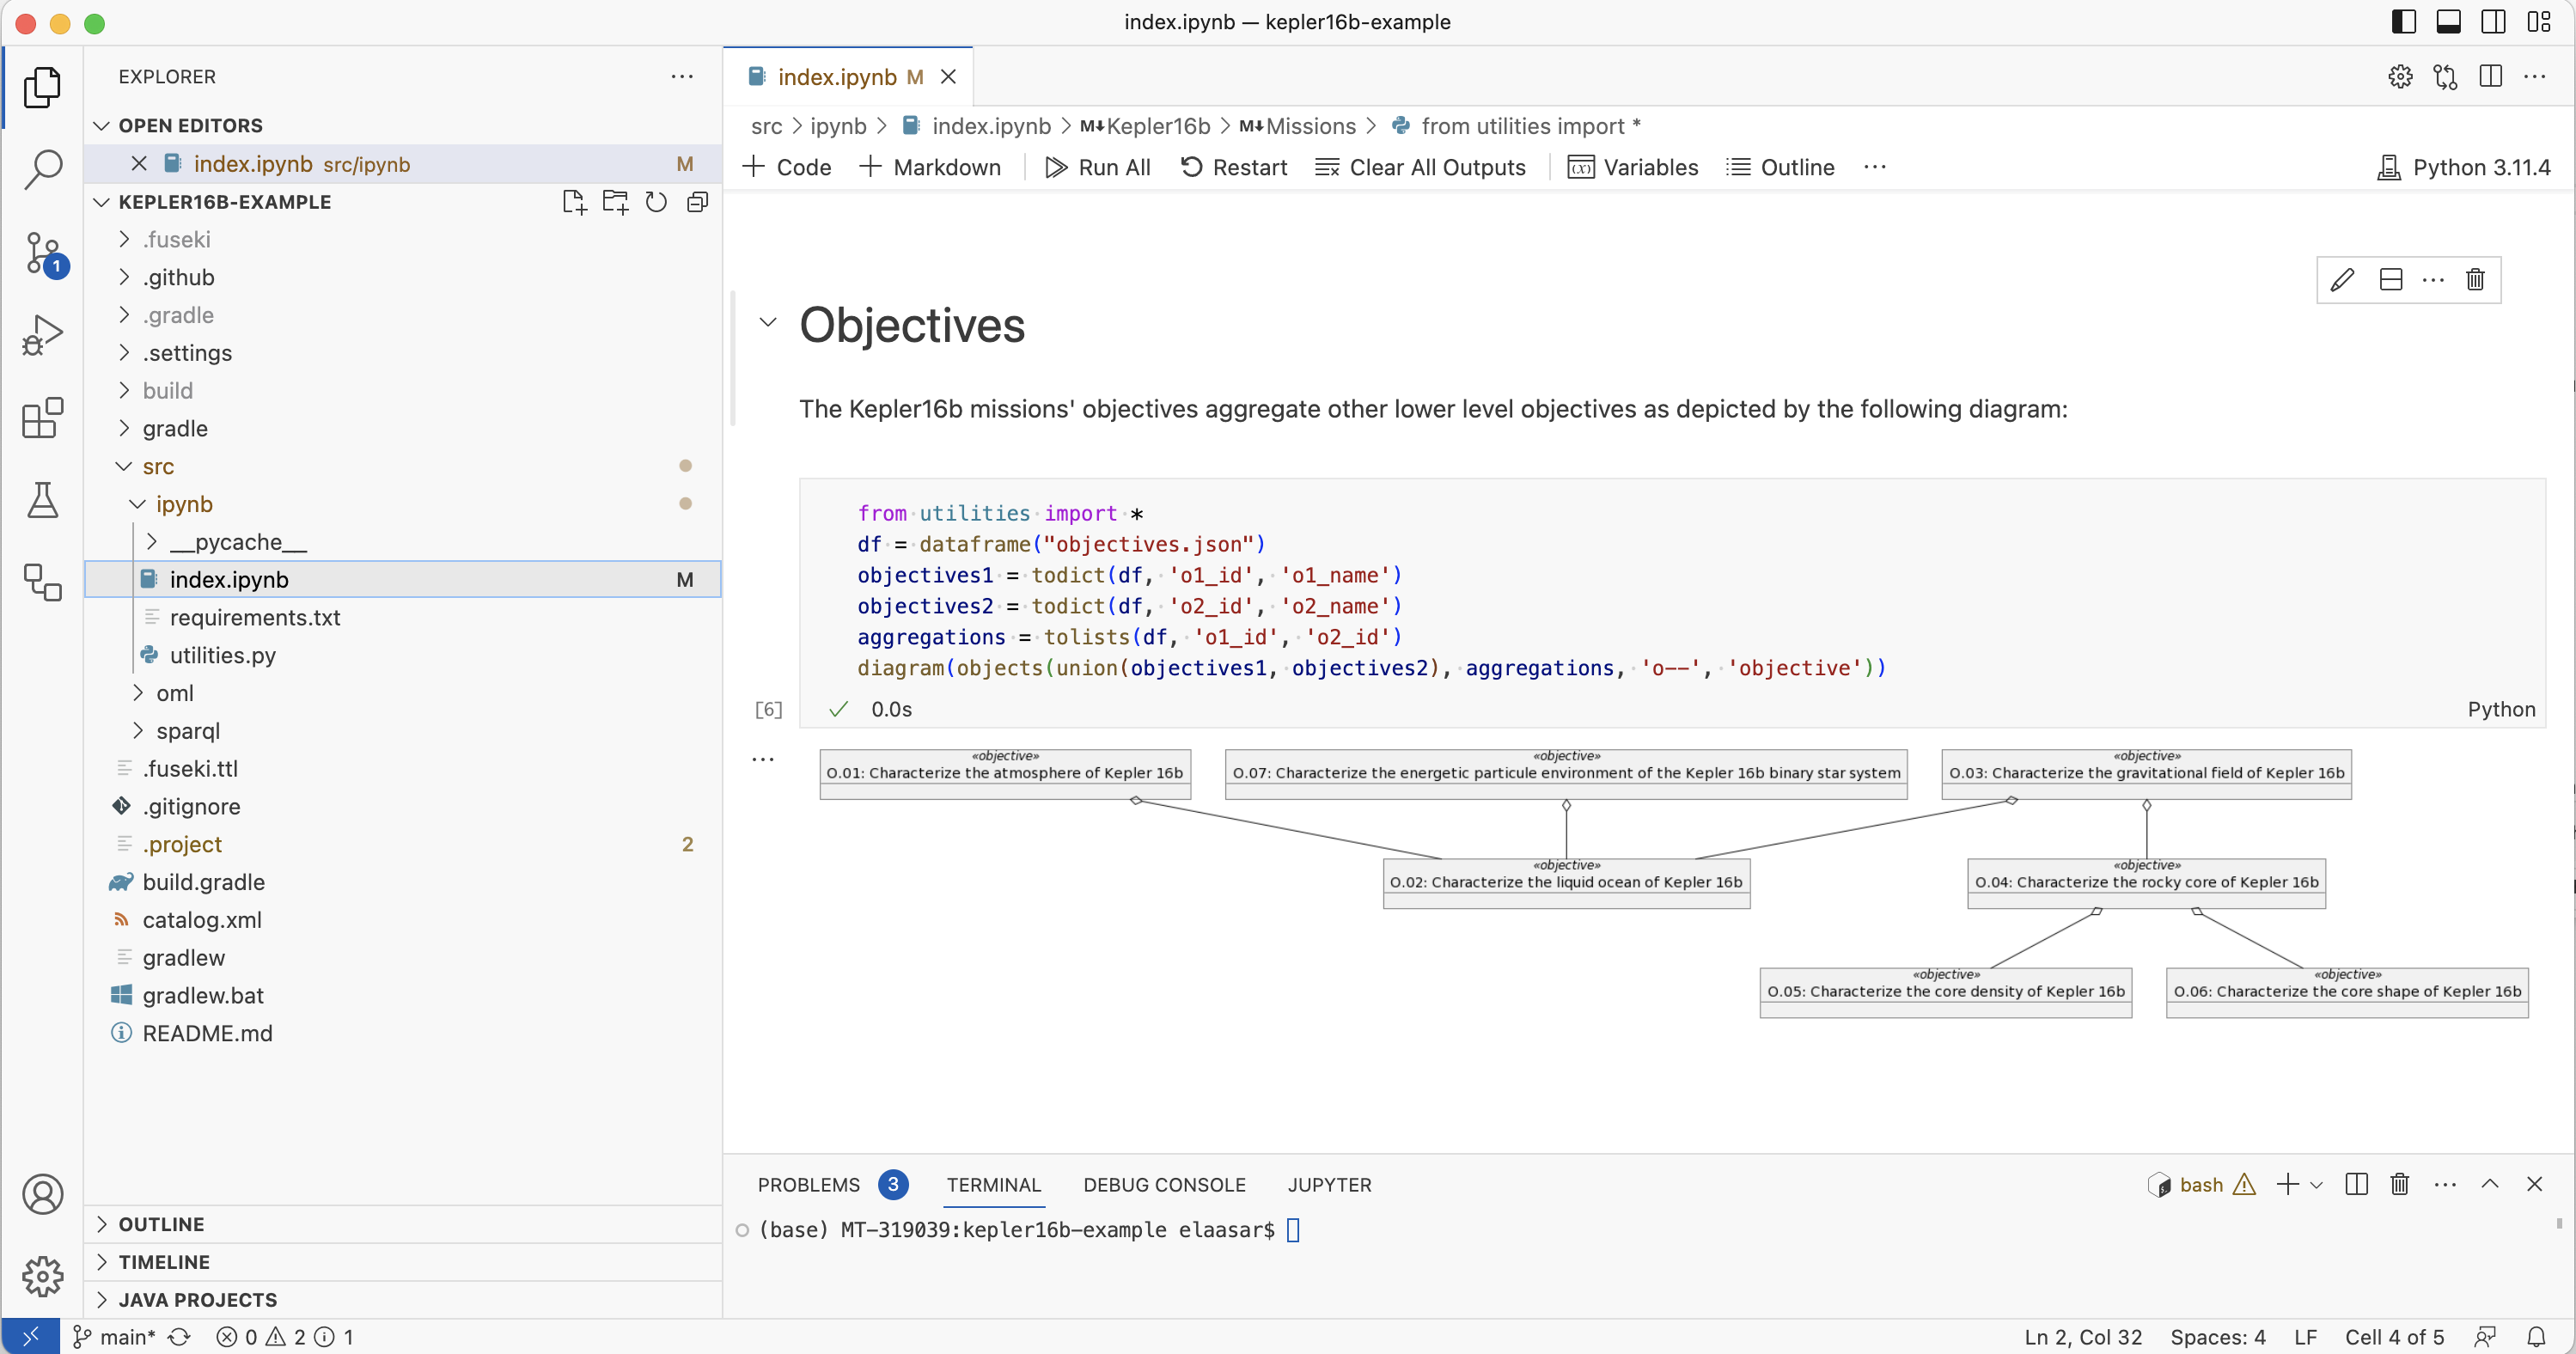 index.ipynb — kepler16b-example
EXPLORER
OPEN EDITORS
index.ipynb src/ipynb M
KEPLER16B-EXAMPLE
.fuseki
.github
.gradle
.settings
build
gradle
src
ipynb
__pycache__
index.ipynb M
requirements.txt
utilities.py
oml
sparql
.fuseki.ttl
.gitignore
.project 2
build.gradle
catalog.xml
gradlew
gradlew.bat
README.md
OUTLINE
TIMELINE
JAVA PROJECTS
1
index.ipynb M
src > ipynb > index.ipynb > M↓Kepler16b > M↓Missions > from utilities import *
+ Code + Markdown Run All Restart Clear All Outputs (x) Variables Outline ... Python 3.11.4
Objectives
The Kepler16b missions' objectives aggregate other lower level objectives as depicted by the following diagram:
from utilities import *
df = dataframe("objectives.json")
objectives1 = todict(df, 'o1_id', 'o1_name')
objectives2 = todict(df, 'o2_id', 'o2_name')
aggregations = tolists(df, 'o1_id', 'o2_id')
diagram(objects(union(objectives1, objectives2), aggregations, 'o--', 'objective'))
[6] 0.0s Python
«objective»
O.01: Characterize the atmosphere of Kepler 16b
«objective»
O.07: Characterize the energetic particule environment of the Kepler 16b binary star system
«objective»
O.03: Characterize the gravitational field of Kepler 16b
«objective»
O.02: Characterize the liquid ocean of Kepler 16b
«objective»
O.04: Characterize the rocky core of Kepler 16b
«objective»
O.05: Characterize the core density of Kepler 16b
«objective»
O.06: Characterize the core shape of Kepler 16b
PROBLEMS 3 TERMINAL DEBUG CONSOLE JUPYTER bash
(base) MT-319039:kepler16b-example elaasar$
main* 0 2 1 Ln 2, Col 32 Spaces: 4 LF Cell 4 of 5